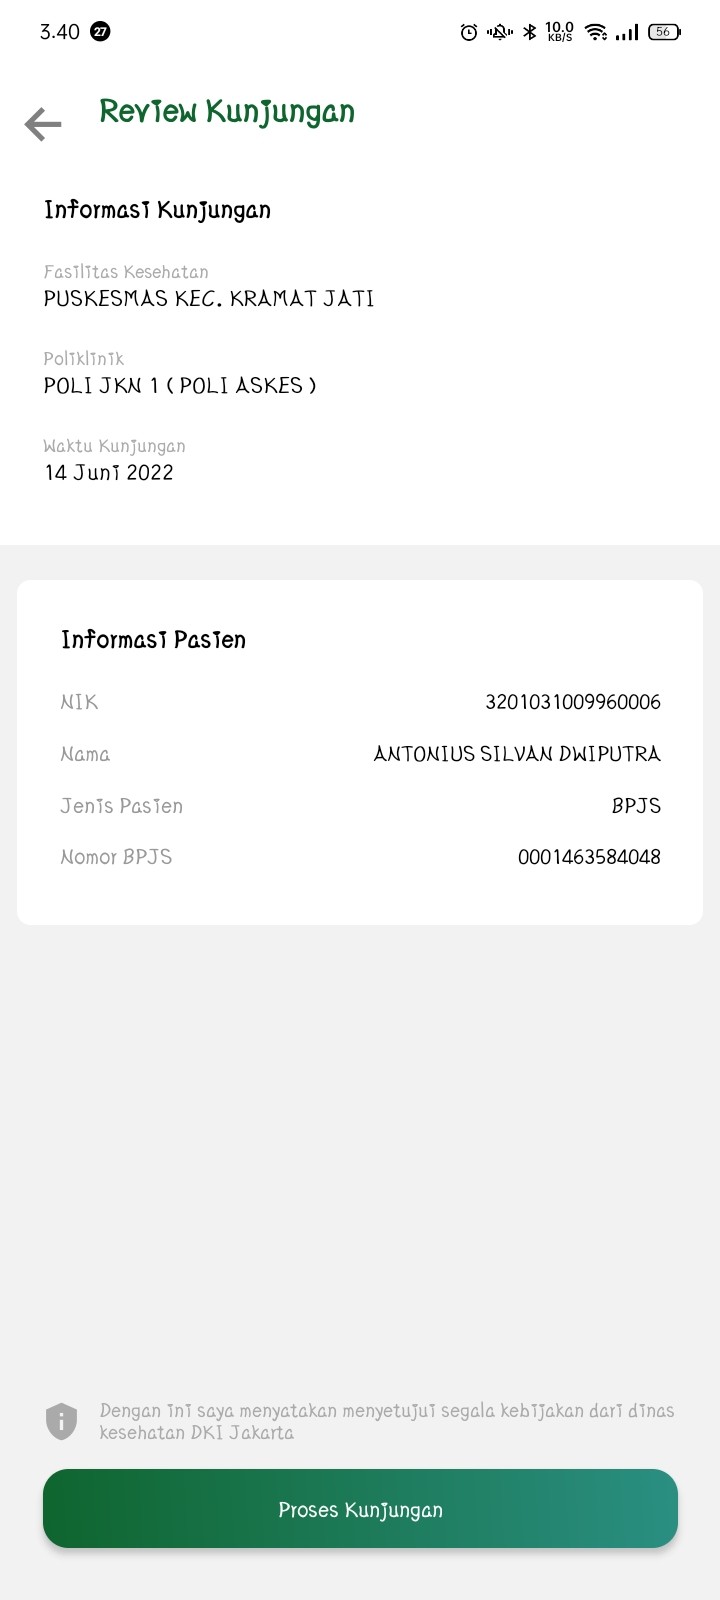 3.40 27 10.0 KB/S 56
Review Kunjungan
Informasi Kunjungan
Fasilitas Kesehatan
PUSKESMAS KEC. KRAMAT JATI
Poliklinik
POLI JKN 1 ( POLI ASKES )
Waktu Kunjungan
14 Juni 2022
Informasi Pasien
NIK 3201031009960006
Nama ANTONIUS SILVAN DWIPUTRA
Jenis Pasien BPJS
Nomor BPJS 0001463584048
Dengan ini saya menyatakan menyetujui segala kebijakan dari dinas
kesehatan DKI Jakarta
Proses Kunjungan